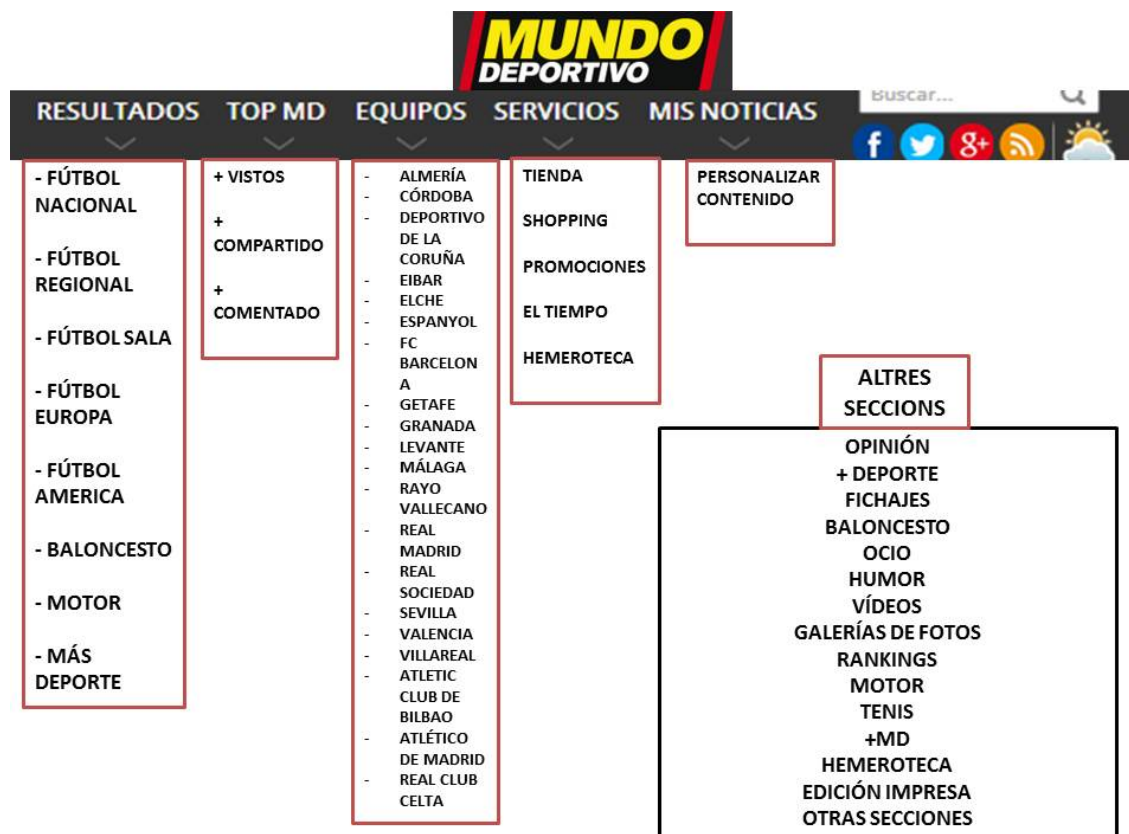 MUNDO
DEPORTIVO
RESULTADOS TOP MD EQUIPOS SERVICIOS MIS NOTICIAS
Buscar...
f 8+
- FÚTBOL
NACIONAL
- FÚTBOL
REGIONAL
- FÚTBOL SALA
- FÚTBOL
EUROPA
- FÚTBOL
AMERICA
- BALONCESTO
- MOTOR
- MÁS
DEPORTE
+ VISTOS
+
COMPARTIDO
+
COMENTADO
- ALMERÍA
- CÓRDOBA
- DEPORTIVO
DE LA
CORUÑA
- EIBAR
- ELCHE
- ESPANYOL
- FC
BARCELON
A
- GETAFE
- GRANADA
- LEVANTE
- MÁLAGA
- RAYO
VALLECANO
- REAL
MADRID
- REAL
SOCIEDAD
- SEVILLA
- VALENCIA
- VILLAREAL
- ATLETIC
CLUB DE
BILBAO
- ATLÉTICO
DE MADRID
- REAL CLUB
CELTA
TIENDA
SHOPPING
PROMOCIONES
EL TIEMPO
HEMEROTECA
PERSONALIZAR
CONTENIDO
ALTRES
SECCIONS
OPINIÓN
+ DEPORTE
FICHAJES
BALONCESTO
OCIO
HUMOR
VÍDEOS
GALERÍAS DE FOTOS
RANKINGS
MOTOR
TENIS
+MD
HEMEROTECA
EDICIÓN IMPRESA
OTRAS SECCIONES